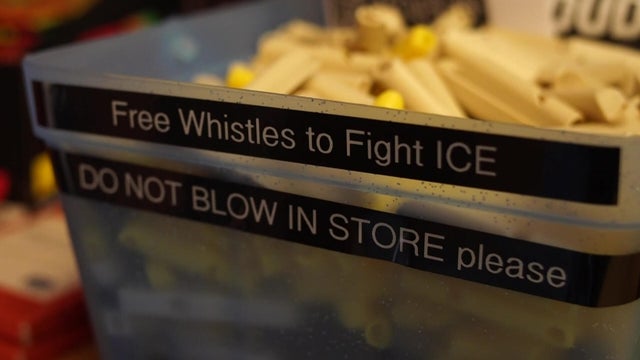 Free Whistles to Fight ICE
DO NOT BLOW IN STORE please